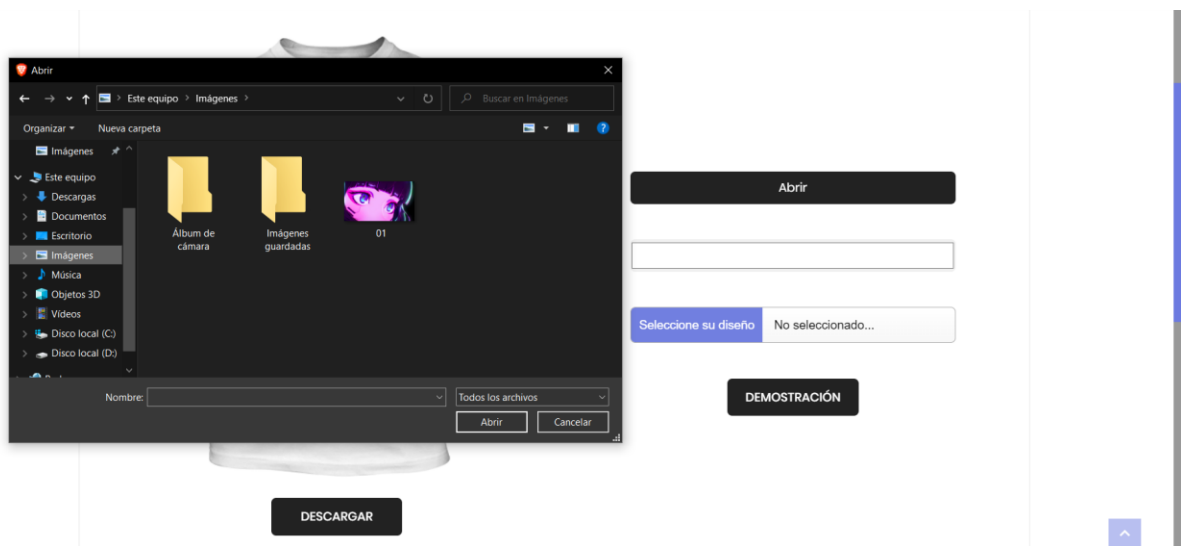 Abrir
Este equipo > Imágenes >
Buscar en Imágenes
Organizar
Nueva carpeta
Imágenes
Este equipo
Descargas
Documentos
Escritorio
Imágenes
Música
Objetos 3D
Vídeos
Disco local (C:)
Disco local (D:)
Álbum de
cámara
Imágenes
guardadas
01
Nombre:
Todos los archivos
Abrir
Cancelar
Abrir
Seleccione su diseño
No seleccionado...
DEMOSTRACIÓN
DESCARGAR